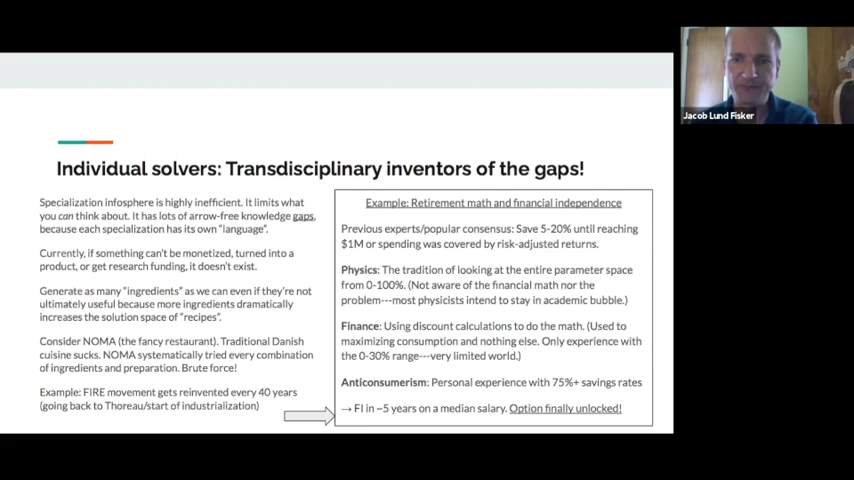 Jacob Lund Fisker
Individual solvers: Transdisciplinary inventors of the gaps!
Specialization infosphere is highly inefficient. It limits what
you can think about. It has lots of arrow-free knowledge gaps,
because each specialization has its own "language".
Currently, if something can't be monetized, turned into a
product, or get research funding, it doesn't exist.
Generate as many "ingredients" as we can even if they're not
ultimately useful because more ingredients dramatically
increases the solution space of "recipes".
Consider NOMA (the fancy restaurant). Traditional Danish
cuisine sucks. NOMA systematically tried every combination
of ingredients and preparation. Brute force!
Example: FIRE movement gets reinvented every 40 years
(going back to Thoreau/start of industrialization)
Example: Retirement math and financial independence
Previous experts/popular consensus: Save 5-20% until reaching
$1M or spending was covered by risk-adjusted returns.
Physics: The tradition of looking at the entire parameter space
from 0-100%. (Not aware of the financial math nor the
problem---most physicists intend to stay in academic bubble.)
Finance: Using discount calculations to do the math. (Used to
maximizing consumption and nothing else. Only experience with
the 0-30% range---very limited world.)
Anticonsumerism: Personal experience with 75%+ savings rates
→ FI in ~5 years on a median salary. Option finally unlocked!